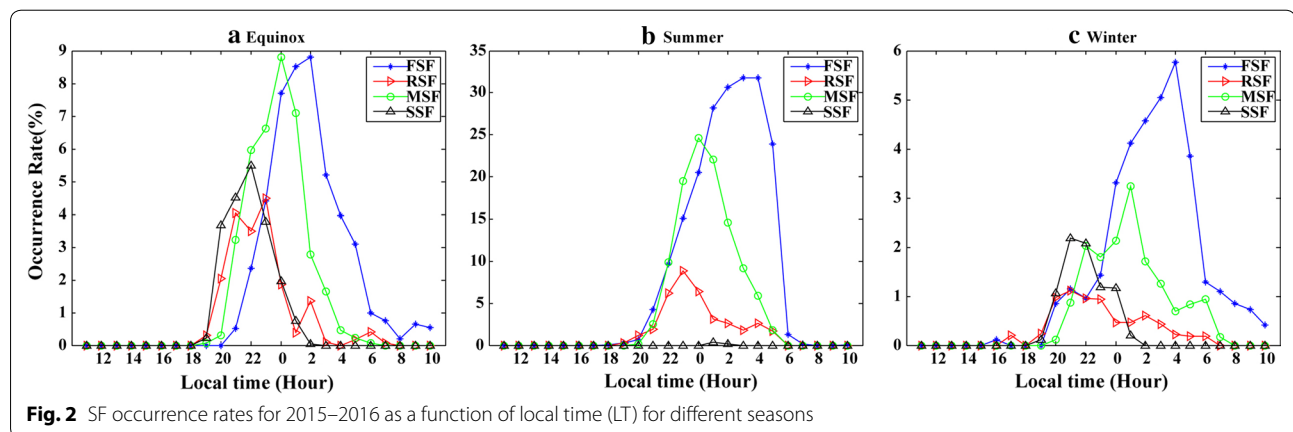 a Equinox
9
8
7
6
5
4
3
2
1
0
Occurrence Rate(%)
FSF
RSF
MSF
SSF
12 14 16 18 20 22 0 2 4 6 8 10
Local time (Hour)
b Summer
35
30
25
20
15
10
5
0
FSF
RSF
MSF
SSF
12 14 16 18 20 22 0 2 4 6 8 10
Local time (Hour)
c Winter
6
5
4
3
2
1
0
FSF
RSF
MSF
SSF
12 14 16 18 20 22 0 2 4 6 8 10
Local time (Hour)
Fig. 2 SF occurrence rates for 2015–2016 as a function of local time (LT) for different seasons